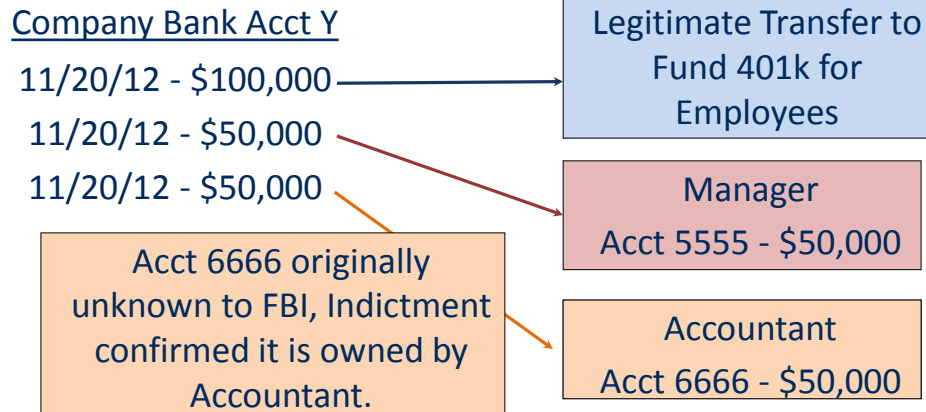 Company Bank Acct Y
11/20/12 - $100,000
11/20/12 - $50,000
11/20/12 - $50,000
Legitimate Transfer to
Fund 401k for
Employees
Manager
Acct 5555 - $50,000
Acct 6666 originally
unknown to FBI, Indictment
confirmed it is owned by
Accountant.
Accountant
Acct 6666 - $50,000